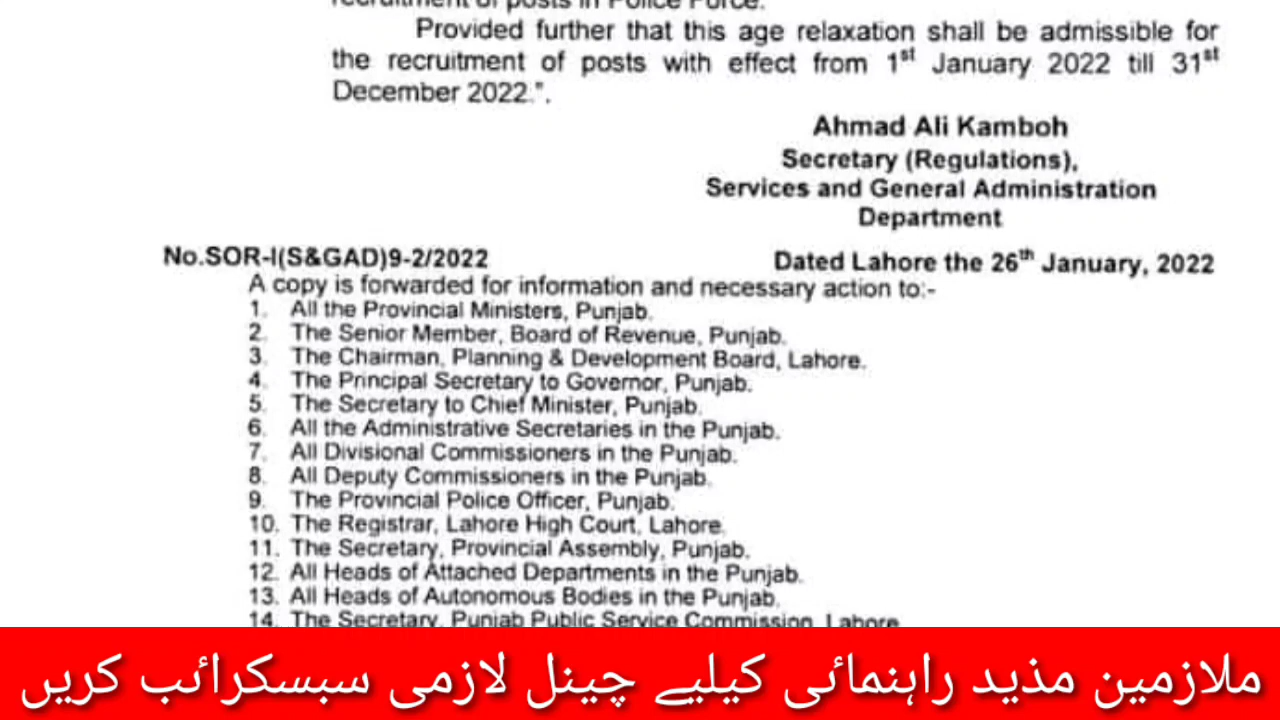 recruitment of posts in Police Force.
Provided further that this age relaxation shall be admissible for
the recruitment of posts with effect from 1st January 2022 till 31st
December 2022.".
Ahmad Ali Kamboh
Secretary (Regulations),
Services and General Administration
Department
No.SOR-I(S&GAD)9-2/2022 Dated Lahore the 26th January, 2022
A copy is forwarded for information and necessary action to:-
1. All the Provincial Ministers, Punjab.
2. The Senior Member, Board of Revenue, Punjab.
3. The Chairman, Planning & Development Board, Lahore.
4. The Principal Secretary to Governor, Punjab.
5. The Secretary to Chief Minister, Punjab.
6. All the Administrative Secretaries in the Punjab.
7. All Divisional Commissioners in the Punjab.
8. All Deputy Commissioners in the Punjab.
9. The Provincial Police Officer, Punjab.
10. The Registrar, Lahore High Court, Lahore.
11. The Secretary, Provincial Assembly, Punjab.
12. All Heads of Attached Departments in the Punjab.
13. All Heads of Autonomous Bodies in the Punjab.
14. The Secretary, Punjab Public Service Commission, Lahore
ملازمین مذید راہنمائی کیلیے چینل لازمی سبسکرائب کریں